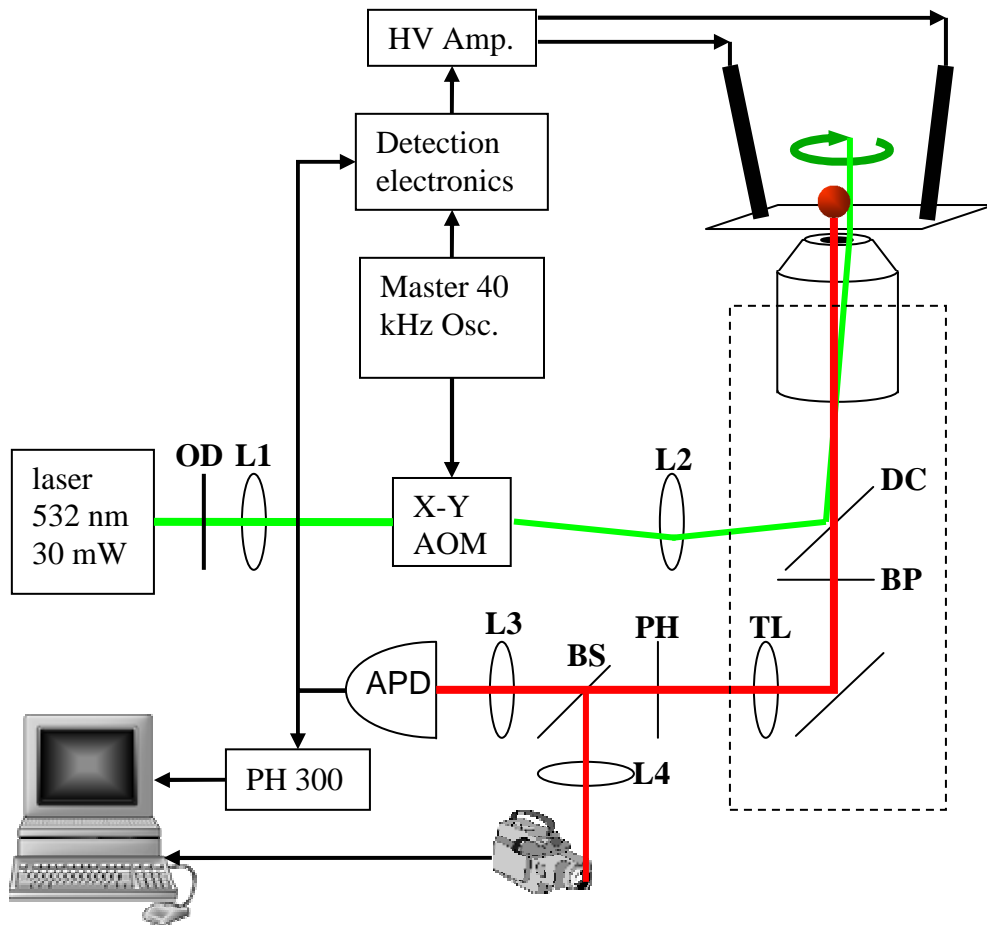 HV Amp.
Detection
electronics
Master 40
kHz Osc.
laser
532 nm
30 mW
OD
L1
X-Y
AOM
L2
DC
BP
APD
L3
BS
PH
TL
L4
PH 300